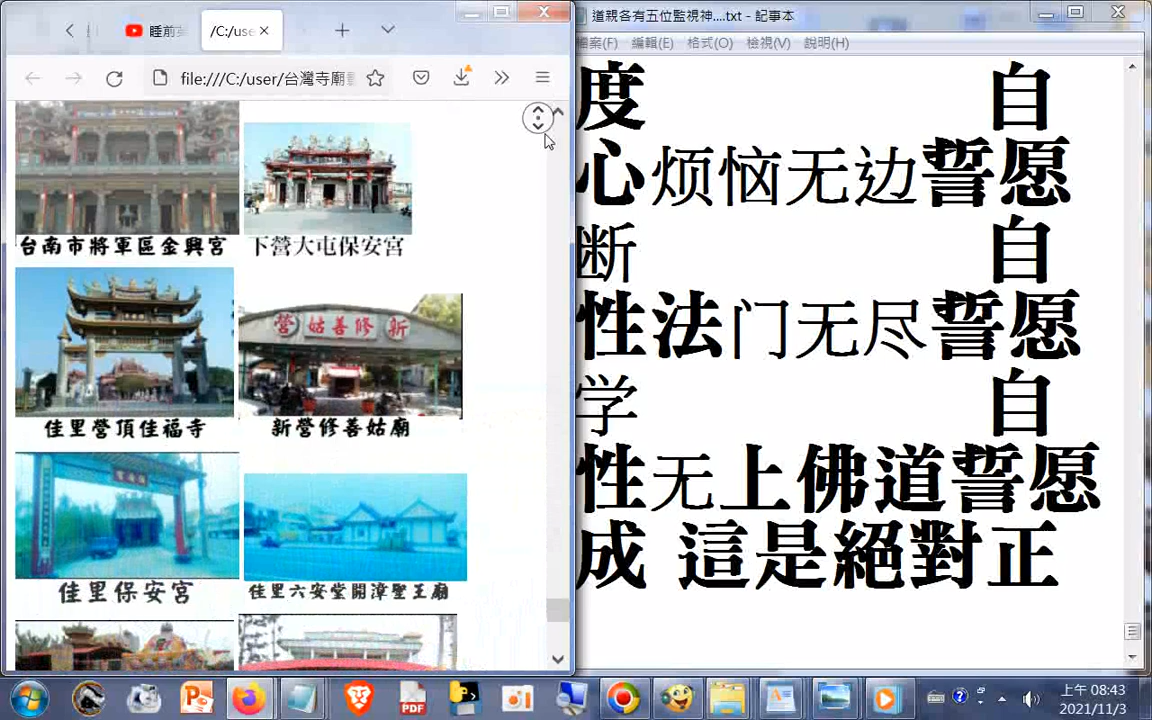 睡前
/C:/use
file:///C:/user/台灣寺廟
台南市將軍區金興宮
下營大屯保安宮
營 姑善修 新
佳里營頂佳福寺
新營修善姑廟
佳里保安宮
佳里六安堂開漳聖王廟
道親各有五位監視神....txt - 記事本
檔案(F) 編輯(E) 格式(O) 檢視(V) 說明(H)
度 自
心烦恼无边誓愿
断 自
性法门无尽誓愿
学 自
性无上佛道誓愿
成 這是絕對正
PDF
上午 08:43
2021/11/3